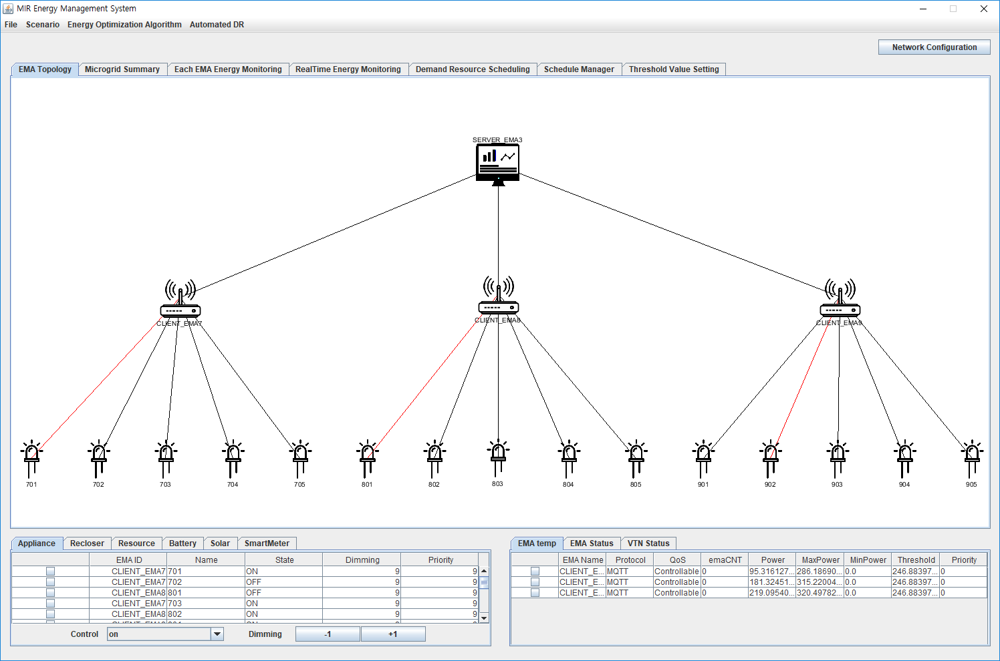 MIR Energy Management System
File Scenario Energy Optimization Algorithm Automated DR
Network Configuration
EMA Topology Microgrid Summary Each EMA Energy Monitoring RealTime Energy Monitoring Demand Resource Scheduling Schedule Manager Threshold Value Setting
SERVER_EMA3
CLIENT_EMA7 CLIENT_EMA8 CLIENT_EMA9
701 702 703 704 705 801 802 803 804 805 901 902 903 904 905
Appliance Recloser Resource Battery Solar SmartMeter
EMA ID Name State Dimming Priority
CLIENT_EMA7 701 ON 9 9
CLIENT_EMA7 702 OFF 9 9
CLIENT_EMA8 801 OFF 9 9
CLIENT_EMA7 703 ON 9 9
CLIENT_EMA8 802 ON 9 9
Control on Dimming -1 +1
EMA temp EMA Status VTN Status
EMA Name Protocol QoS emaCNT Power MaxPower MinPower Threshold Priority
CLIENT_E... MQTT Controllable 0 95.316127... 286.18690... 0.0 246.88397... 0
CLIENT_E... MQTT Controllable 0 181.32451... 315.22004... 0.0 246.88397... 0
CLIENT_E... MQTT Controllable 0 219.09540... 320.49782... 0.0 246.88397... 0